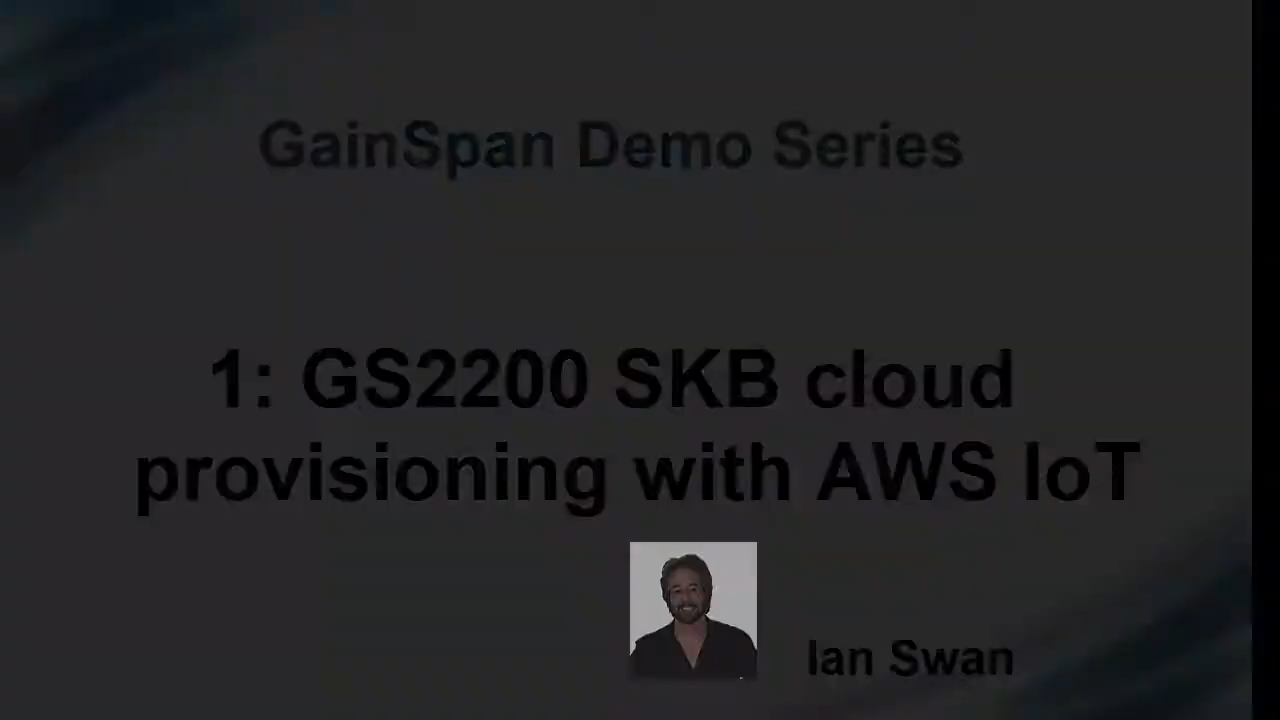 GainSpan Demo Series
1: GS2200 SKB cloud
provisioning with AWS IoT
Ian Swan